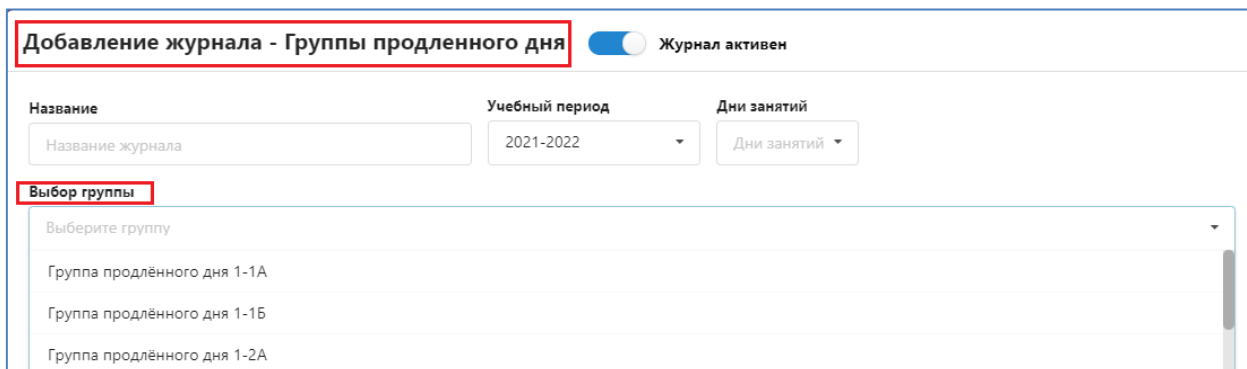 Добавление журнала - Группы продленного дня Журнал активен
Название Учебный период Дни занятий
Название журнала 2021-2022 Дни занятий
Выбор группы
Выберите группу
Группа продлённого дня 1-1А
Группа продлённого дня 1-1Б
Группа продлённого дня 1-2А